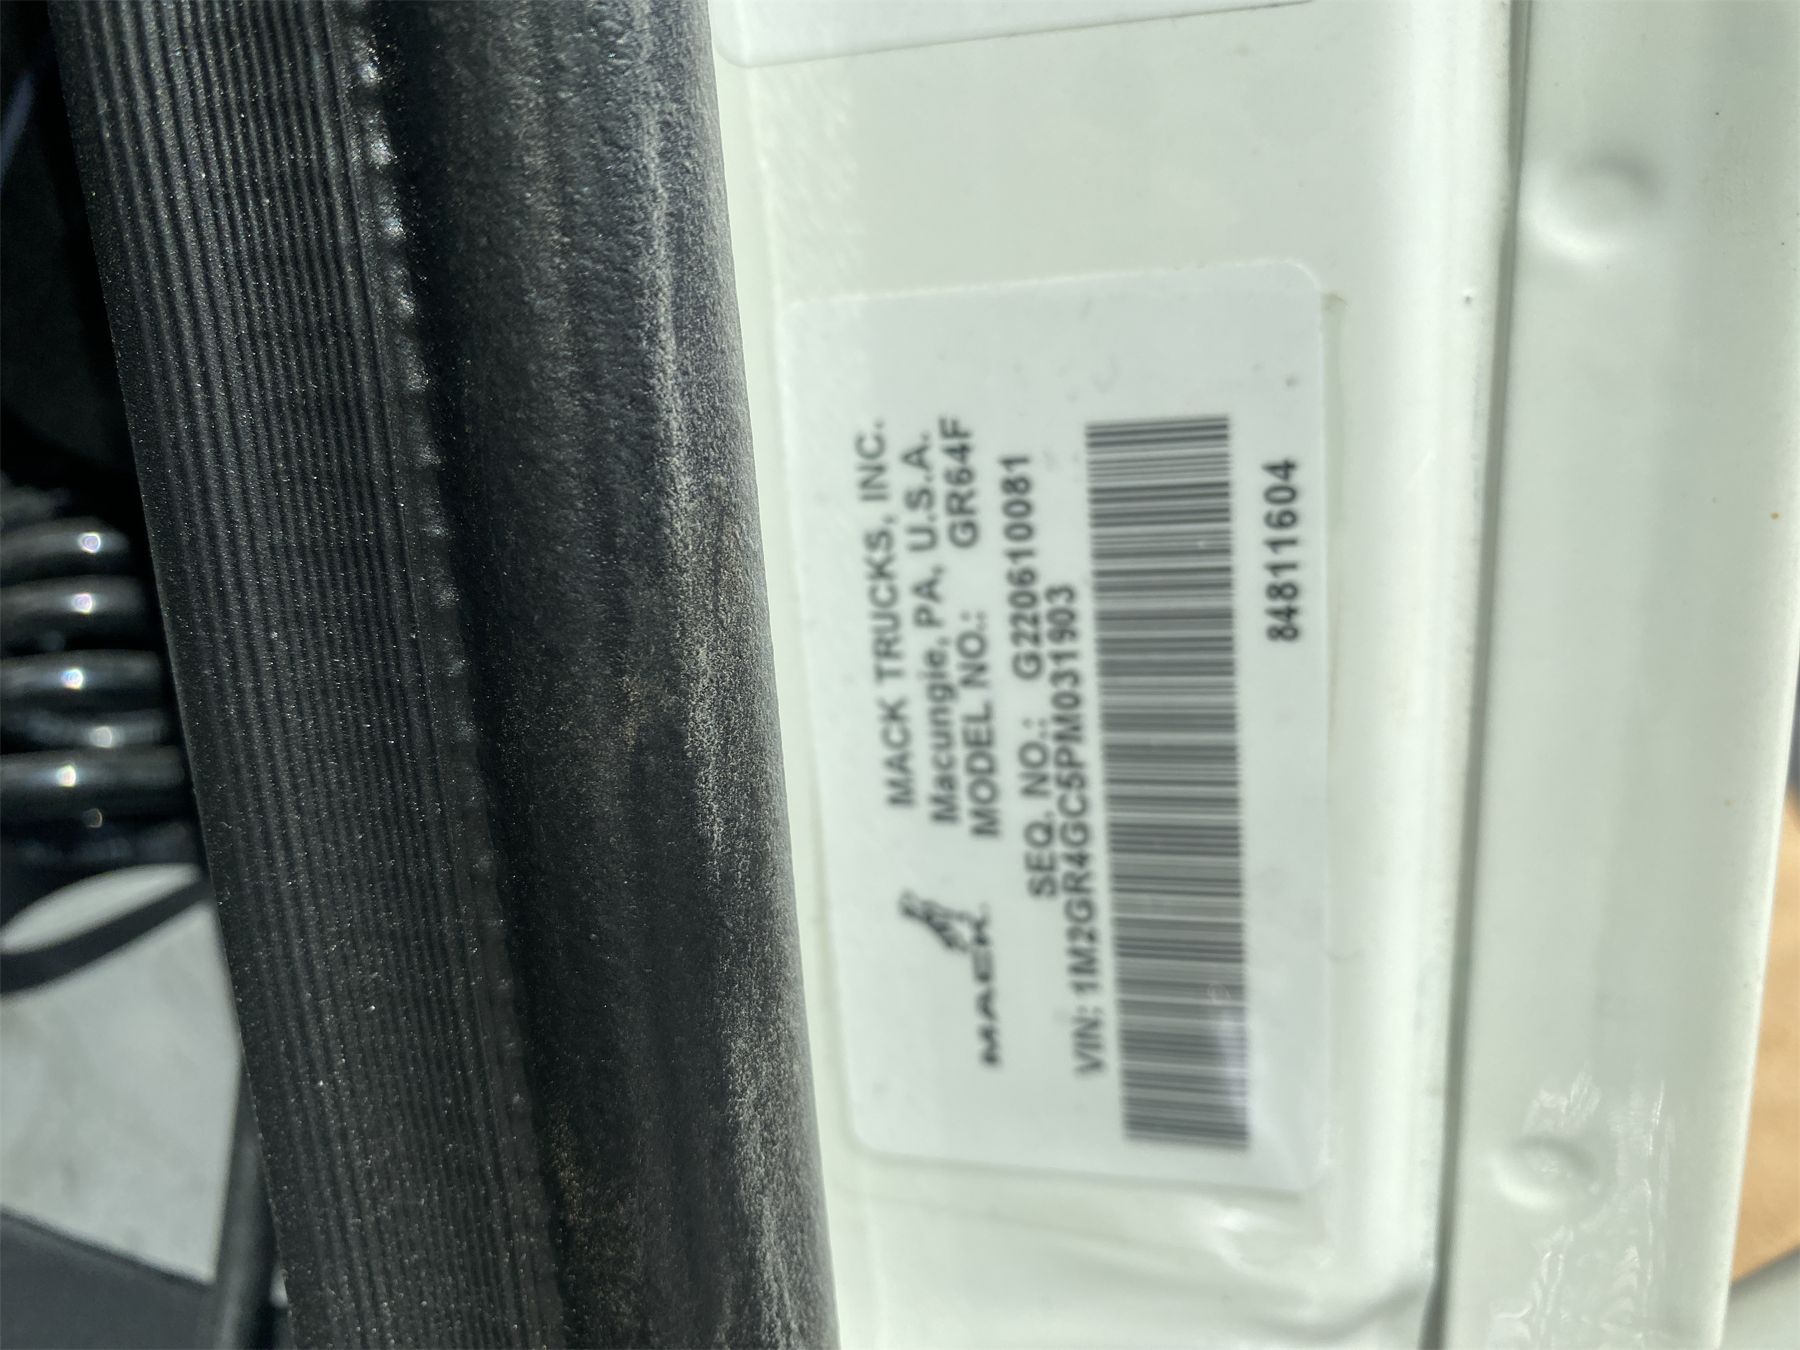 MACK TRUCKS, INC.
Macungie, PA, U.S.A.
MODEL NO.: GR64F
MACK.
SEQ. NO.: G220610081
VIN: 1M2GR4GC5PM031903
84811604